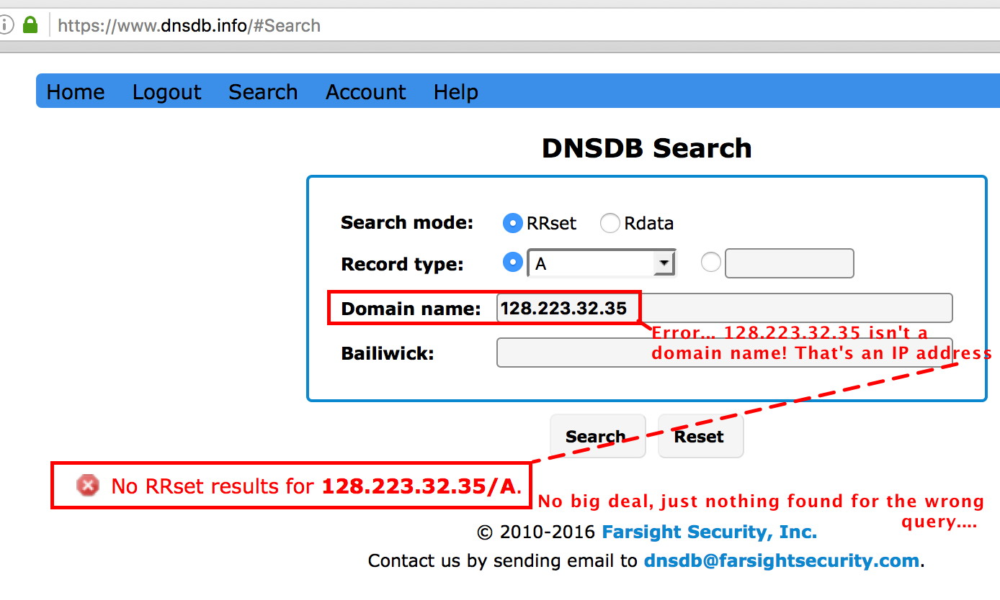 https://www.dnsdb.info/#Search
Home Logout Search Account Help
DNSDB Search
Search mode: RRset Rdata
Record type: A
Domain name: 128.223.32.35
Error... 128.223.32.35 isn't a
domain name! That's an IP address
Bailiwick:
Search Reset
No RRset results for 128.223.32.35/A.
No big deal, just nothing found for the wrong
query....
© 2010-2016 Farsight Security, Inc.
Contact us by sending email to dnsdb@farsightsecurity.com.